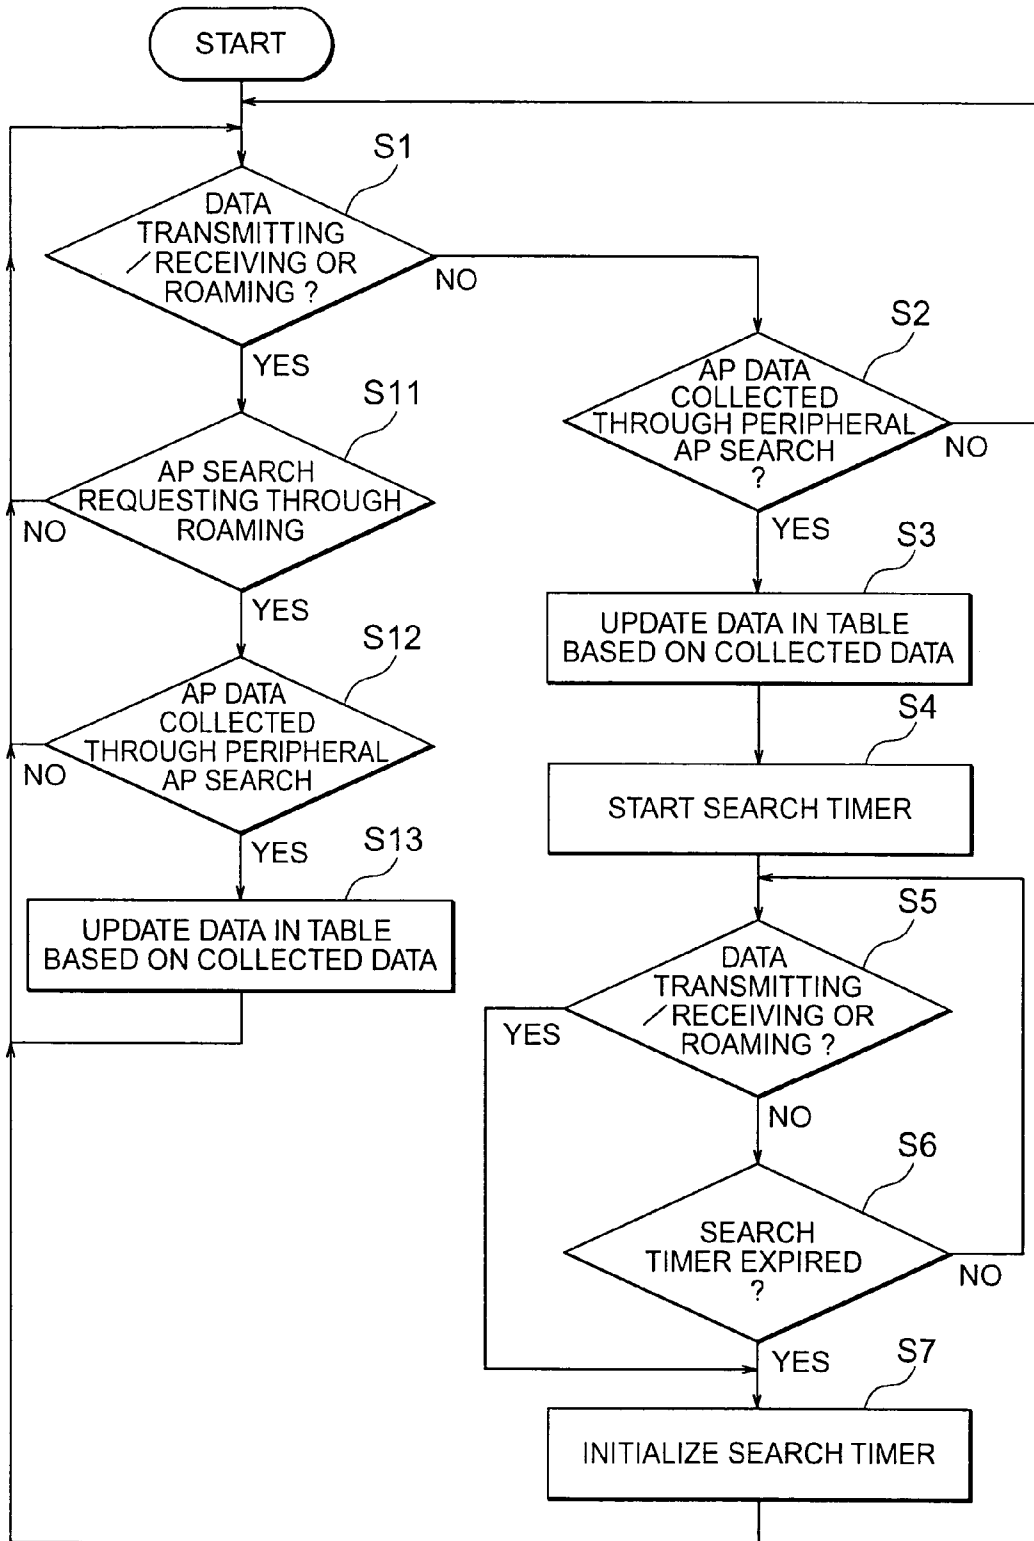 START
S1
DATA
TRANSMITTING
／RECEIVING OR
ROAMING ?
NO
YES
S2
AP DATA
COLLECTED
THROUGH PERIPHERAL
AP SEARCH
?
NO
YES
S11
AP SEARCH
REQUESTING THROUGH
ROAMING
NO
YES
S3
UPDATE DATA IN TABLE
BASED ON COLLECTED DATA
S12
AP DATA
COLLECTED
THROUGH PERIPHERAL
AP SEARCH
NO
YES
S4
START SEARCH TIMER
S13
UPDATE DATA IN TABLE
BASED ON COLLECTED DATA
S5
DATA
TRANSMITTING
／RECEIVING OR
ROAMING ?
YES
NO
S6
SEARCH
TIMER EXPIRED
?
NO
YES
S7
INITIALIZE SEARCH TIMER